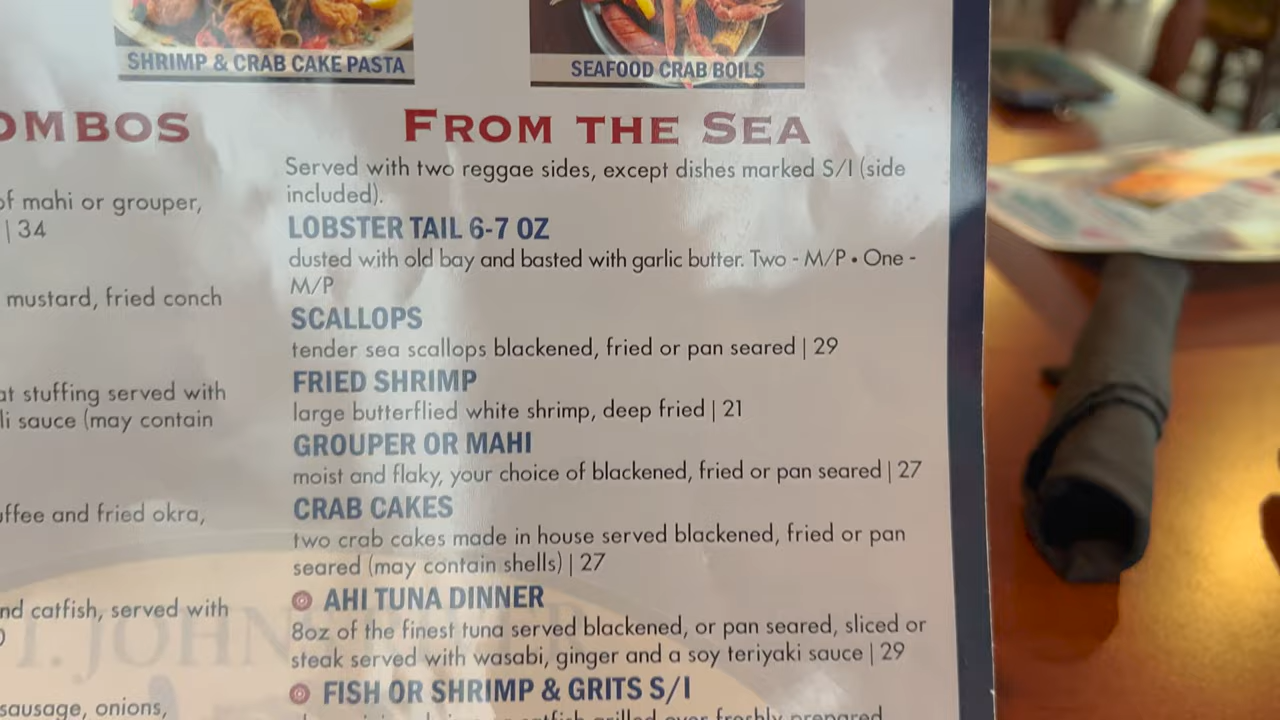 SHRIMP & CRAB CAKE PASTA
SEAFOOD CRAB BOILS
OMBOS
of mahi or grouper,
| 34
mustard, fried conch
at stuffing served with
li sauce (may contain
uffee and fried okra,
nd catfish, served with
sausage, onions,
FROM THE SEA
Served with two reggae sides, except dishes marked S/I (side
included).
LOBSTER TAIL 6-7 OZ
dusted with old bay and basted with garlic butter. Two - M/P • One -
M/P
SCALLOPS
tender sea scallops blackened, fried or pan seared | 29
FRIED SHRIMP
large butterflied white shrimp, deep fried | 21
GROUPER OR MAHI
moist and flaky, your choice of blackened, fried or pan seared | 27
CRAB CAKES
two crab cakes made in house served blackened, fried or pan
seared (may contain shells) | 27
AHI TUNA DINNER
8oz of the finest tuna served blackened, or pan seared, sliced or
steak served with wasabi, ginger and a soy teriyaki sauce | 29
FISH OR SHRIMP & GRITS S/I
T. JOHN